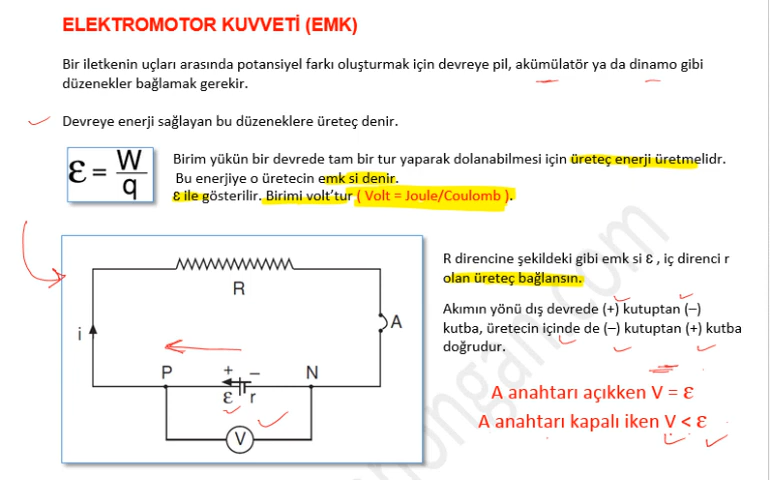 ELEKTROMOTOR KUVVETİ (EMK)
Bir iletkenin uçları arasında potansiyel farkı oluşturmak için devreye pil, akümülatör ya da dinamo gibi
düzenekler bağlamak gerekir.
Devreye enerji sağlayan bu düzeneklere üreteç denir.
ε = W/q
Birim yükün bir devrede tam bir tur yaparak dolanabilmesi için üreteç enerji üretmelidir.
Bu enerjiye o üretecin emk si denir.
ε ile gösterilir. Birimi volt’tur ( Volt = Joule/Coulomb ).
R
i
A
P
+
–
N
ε
r
V
R direncine şekildeki gibi emk si ε , iç direnci r
olan üreteç bağlansın.
Akımın yönü dış devrede (+) kutuptan (–)
kutba, üretecin içinde de (–) kutuptan (+) kutba
doğrudur.
A anahtarı açıkken V = ε
A anahtarı kapalı iken V < ε